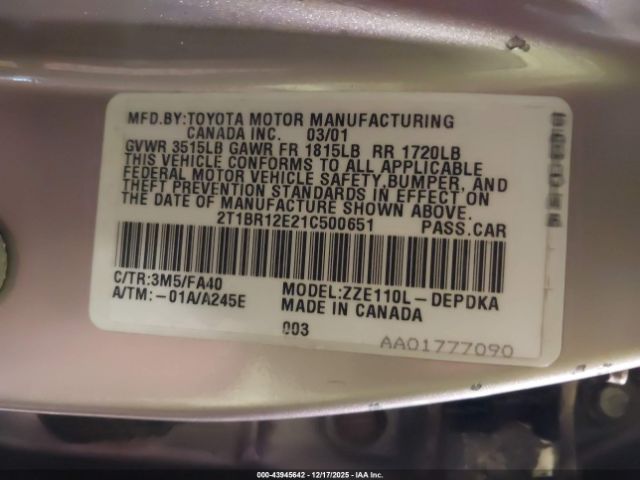 MFD.BY:TOYOTA MOTOR MANUFACTURING
CANADA INC. 03/01
GVWR 3515LB GAWR FR 1815LB RR 1720LB
THIS VEHICLE CONFORMS TO ALL APPLICABLE
FEDERAL MOTOR VEHICLE SAFETY,BUMPER, AND
THEFT PREVENTION STANDARDS IN EFFECT ON
THE DATE OF MANUFACTURE SHOWN ABOVE.
2T1BR12E21C500651 PASS.CAR
C/TR:3M5/FA40 MODEL:ZZE110L-DEPDKA
A/TM:-01A/A245E MADE IN CANADA
003 AA01777090
000-43945642 - 12/17/2025 - IAA Inc.